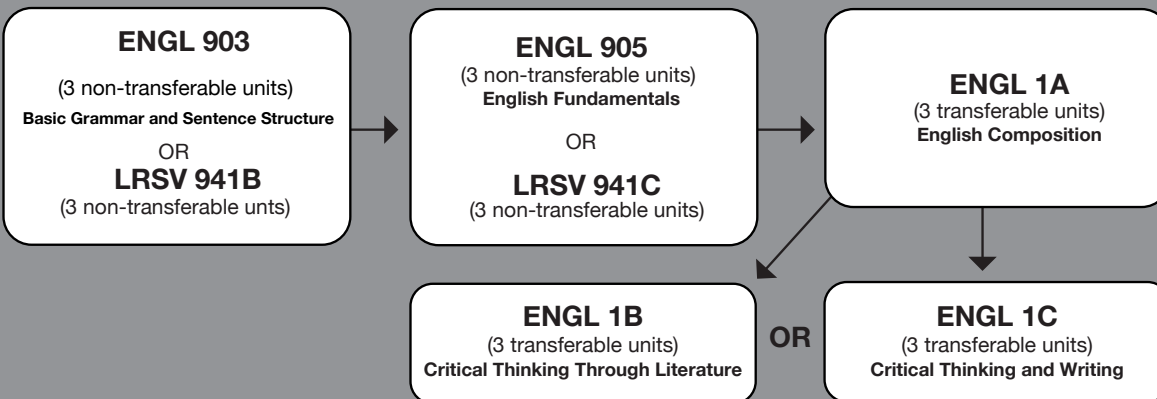 ENGL 903
(3 non-transferable units)
Basic Grammar and Sentence Structure
OR
LRSV 941B
(3 non-transferable unts)
ENGL 905
(3 non-transferable units)
English Fundamentals
OR
LRSV 941C
(3 non-transferable units)
ENGL 1A
(3 transferable units)
English Composition
ENGL 1B
(3 transferable units)
Critical Thinking Through Literature
OR
ENGL 1C
(3 transferable units)
Critical Thinking and Writing